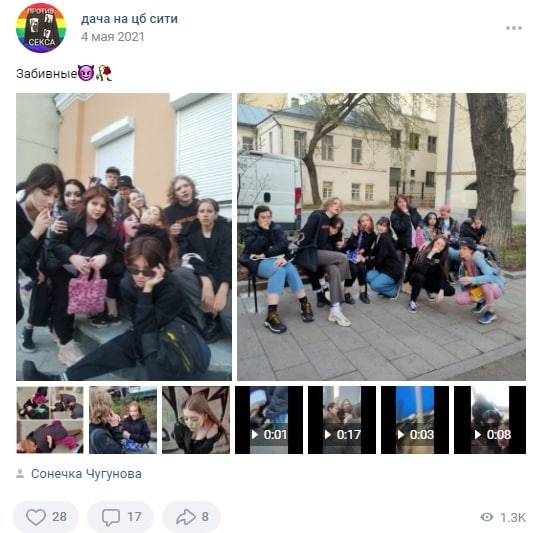 ПРОТИВ
СЕКСА
дача на цб сити
4 мая 2021
Забивные😈🥀
0:01
0:17
0:03
0:08
Сонечка Чугунова
28
17
8
1.3K